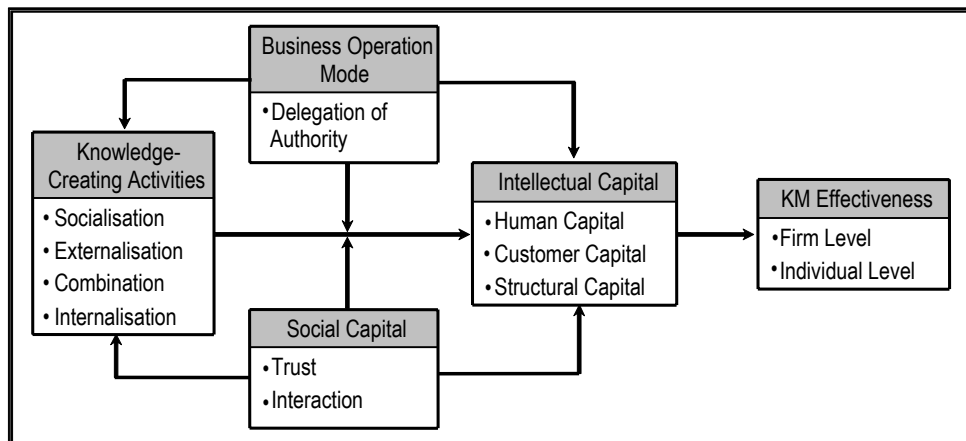 Business Operation
Mode
•Delegation of
Authority
Knowledge-
Creating Activities
• Socialisation
• Externalisation
• Combination
• Internalisation
Social Capital
•Trust
•Interaction
Intellectual Capital
•Human Capital
•Customer Capital
•Structural Capital
KM Effectiveness
•Firm Level
•Individual Level